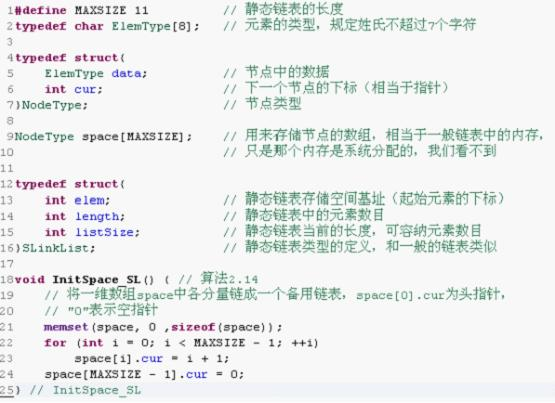 1 #define MAXSIZE 11 // 静态链表的长度
2 typedef char ElemType[8]; // 元素的类型，规定姓氏不超过7个字符
3
4 typedef struct{
5 ElemType data; // 节点中的数据
6 int cur; // 下一个节点的下标（相当于指针）
7 }NodeType; // 节点类型
8
9 NodeType space[MAXSIZE]; // 用来存储节点的数组，相当于一般链表中的内存，
10 // 只是那个内存是系统分配的，我们看不到
11
12 typedef struct{
13 int elem; // 静态链表存储空间基址（起始元素的下标）
14 int length; // 静态链表中的元素数目
15 int listSize; // 静态链表当前的长度，可容纳元素数目
16 }SLinkList; // 静态链表类型的定义，和一般的链表类似
17
18 void InitSpace_SL() { // 算法2.14
19 // 将一维数组space中各分量链成一个备用链表，space[0].cur为头指针，
20 // "0"表示空指针
21 memset(space, 0 ,sizeof(space));
22 for (int i = 0; i < MAXSIZE - 1; ++i)
23 space[i].cur = i + 1;
24 space[MAXSIZE - 1].cur = 0;
25 } // InitSpace_SL